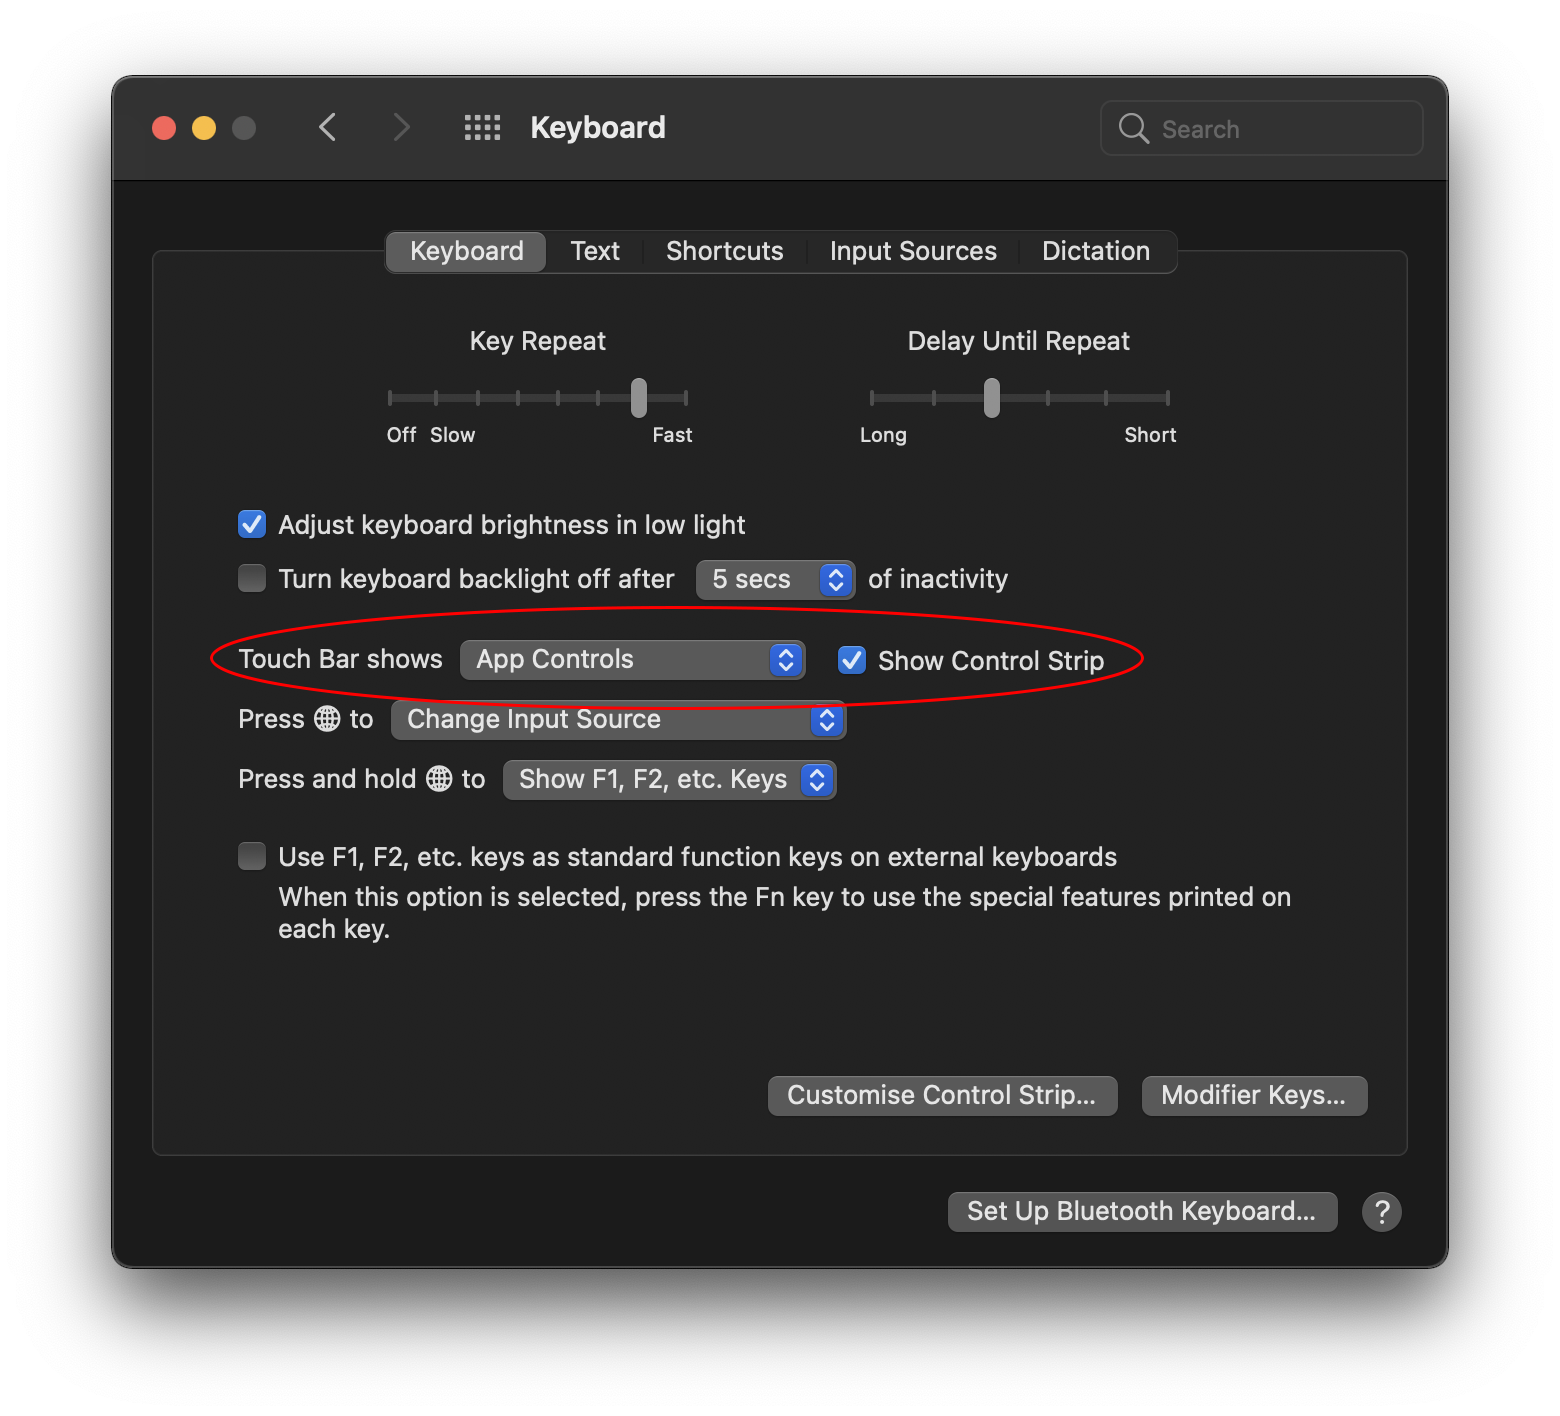 Keyboard
Search
Keyboard Text Shortcuts Input Sources Dictation
Key Repeat
Delay Until Repeat
Off Slow Fast
Long Short
Adjust keyboard brightness in low light
Turn keyboard backlight off after 5 secs of inactivity
Touch Bar shows App Controls Show Control Strip
Press to Change Input Source
Press and hold to Show F1, F2, etc. Keys
Use F1, F2, etc. keys as standard function keys on external keyboards
When this option is selected, press the Fn key to use the special features printed on
each key.
Customise Control Strip... Modifier Keys...
Set Up Bluetooth Keyboard... ?